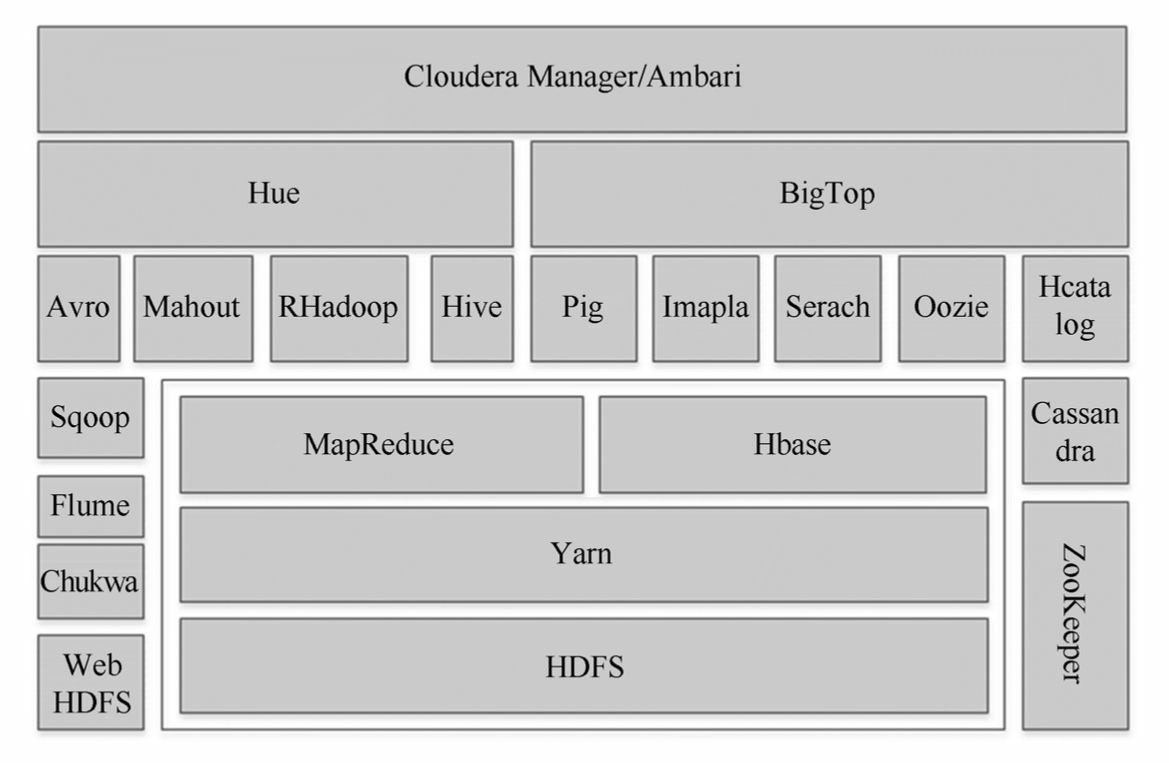 Cloudera Manager/Ambari
Hue
BigTop
Avro
Mahout
RHadoop
Hive
Pig
Imapla
Serach
Oozie
Hcata
log
Sqoop
MapReduce
Hbase
Cassan
dra
Flume
Yarn
Chukwa
ZooKeeper
Web
HDFS
HDFS